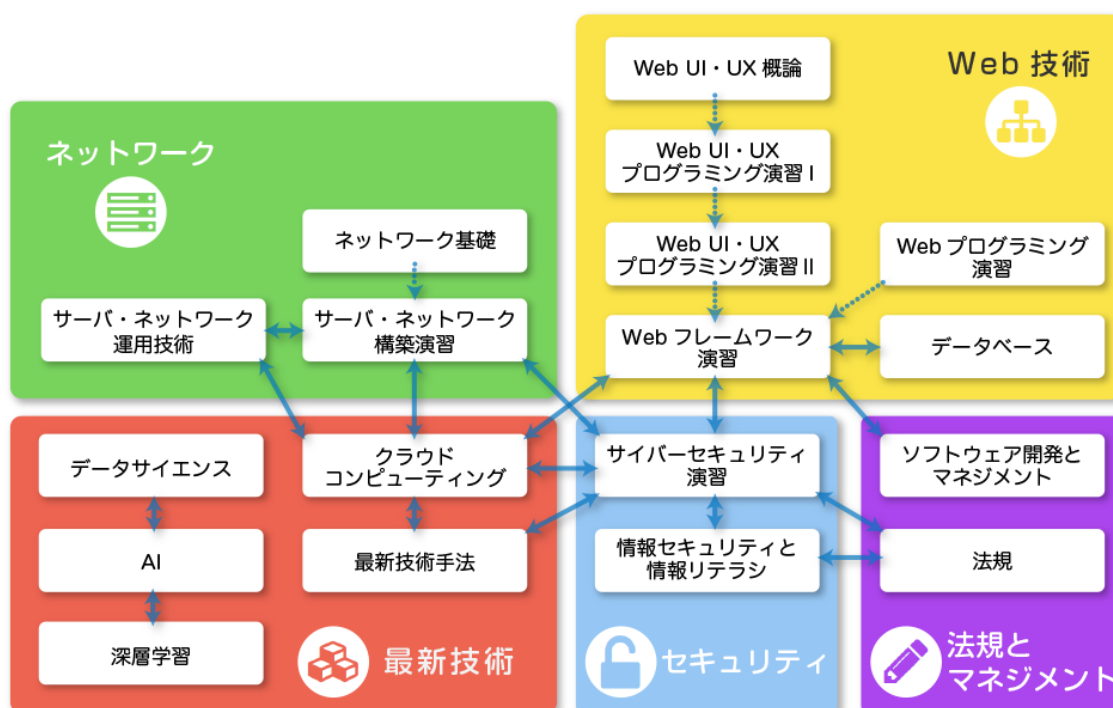 Web 技術
Web UI・UX 概論
Web UI・UX
プログラミング演習 I
Web UI・UX
プログラミング演習 II
Web プログラミング
演習
Web フレームワーク
演習
データベース
ネットワーク
ネットワーク基礎
サーバ・ネットワーク
運用技術
サーバ・ネットワーク
構築演習
データサイエンス
クラウド
コンピューティング
AI
最新技術手法
深層学習
最新技術
サイバーセキュリティ
演習
情報セキュリティと
情報リテラシ
セキュリティ
ソフトウェア開発と
マネジメント
法規
法規と
マネジメント